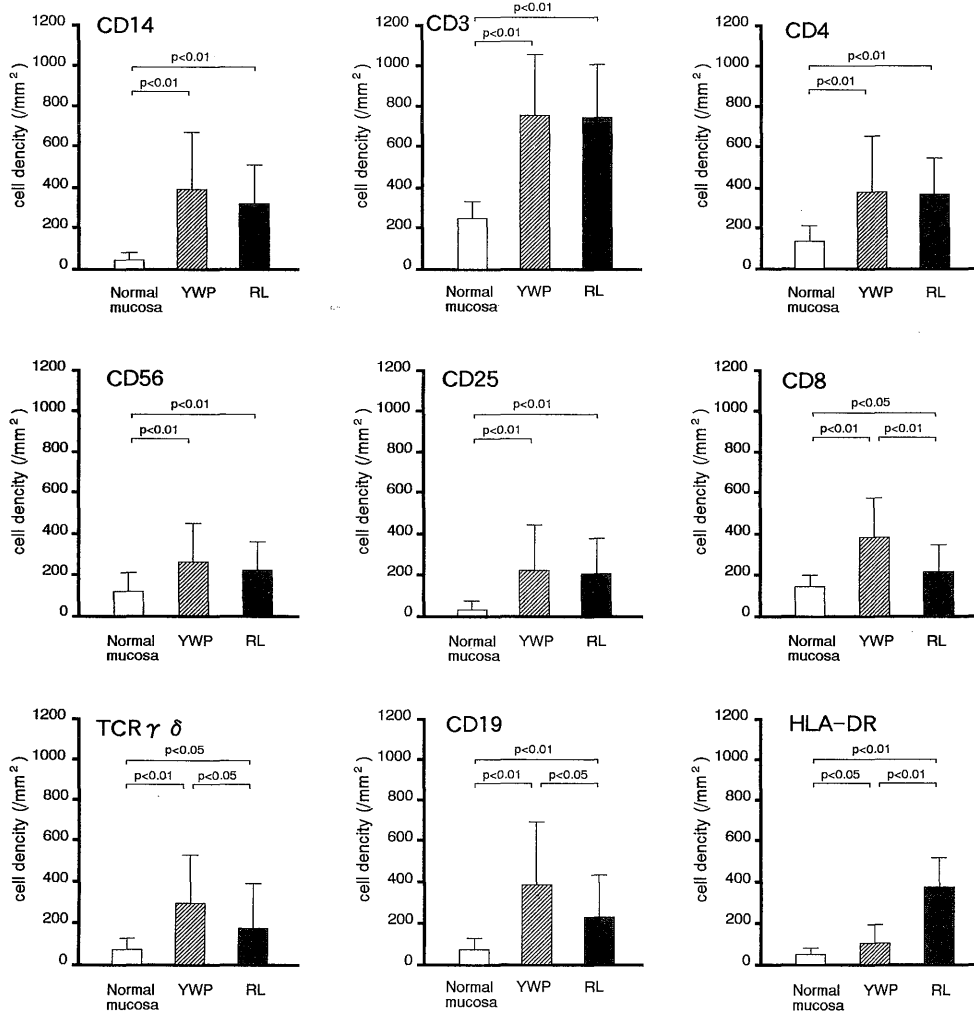 CD14
cell dencity (/mm²)
1200
1000
800
600
400
200
0
p<0.01
p<0.01
Normal
mucosa
YWP
RL
CD3
cell dencity (/mm²)
1200
1000
800
600
400
200
0
p<0.01
p<0.01
Normal
mucosa
YWP
RL
CD4
cell dencity (/mm²)
1200
1000
800
600
400
200
0
p<0.01
p<0.01
Normal
mucosa
YWP
RL
CD56
cell dencity (/mm²)
1200
1000
800
600
400
200
0
p<0.01
p<0.01
Normal
mucosa
YWP
RL
CD25
cell dencity (/mm²)
1200
1000
800
600
400
200
0
p<0.01
p<0.01
Normal
mucosa
YWP
RL
CD8
cell dencity (/mm²)
1200
1000
800
600
400
200
0
p<0.05
p<0.01 p<0.01
Normal
mucosa
YWP
RL
TCR γ δ
cell dencity (/mm²)
1200
1000
800
600
400
200
0
p<0.05
p<0.01 p<0.05
Normal
mucosa
YWP
RL
CD19
cell dencity (/mm²)
1200
1000
800
600
400
200
0
p<0.01
p<0.01 p<0.05
Normal
mucosa
YWP
RL
HLA-DR
cell dencity (/mm²)
1200
1000
800
600
400
200
0
p<0.01
p<0.05 p<0.01
Normal
mucosa
YWP
RL